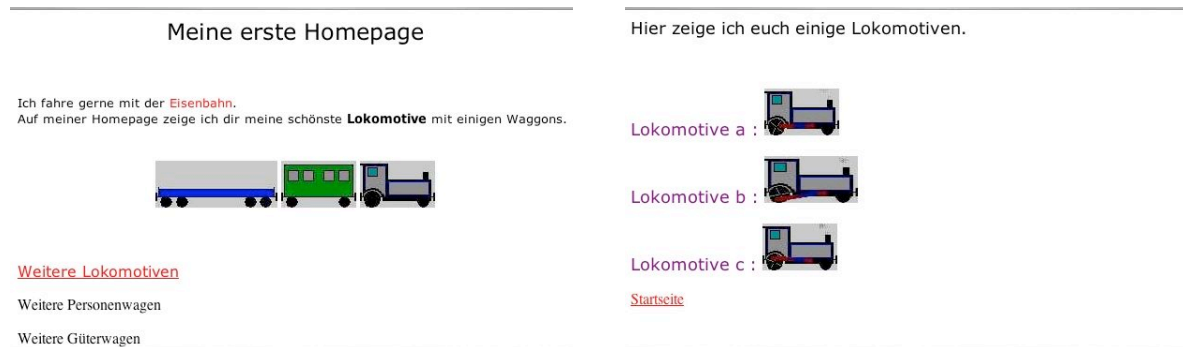 Meine erste Homepage
Ich fahre gerne mit der Eisenbahn.
Auf meiner Homepage zeige ich dir meine schönste Lokomotive mit einigen Waggons.
Weitere Lokomotiven
Weitere Personenwagen
Weitere Güterwagen
Hier zeige ich euch einige Lokomotiven.
Lokomotive a :
Lokomotive b :
Lokomotive c :
Startseite